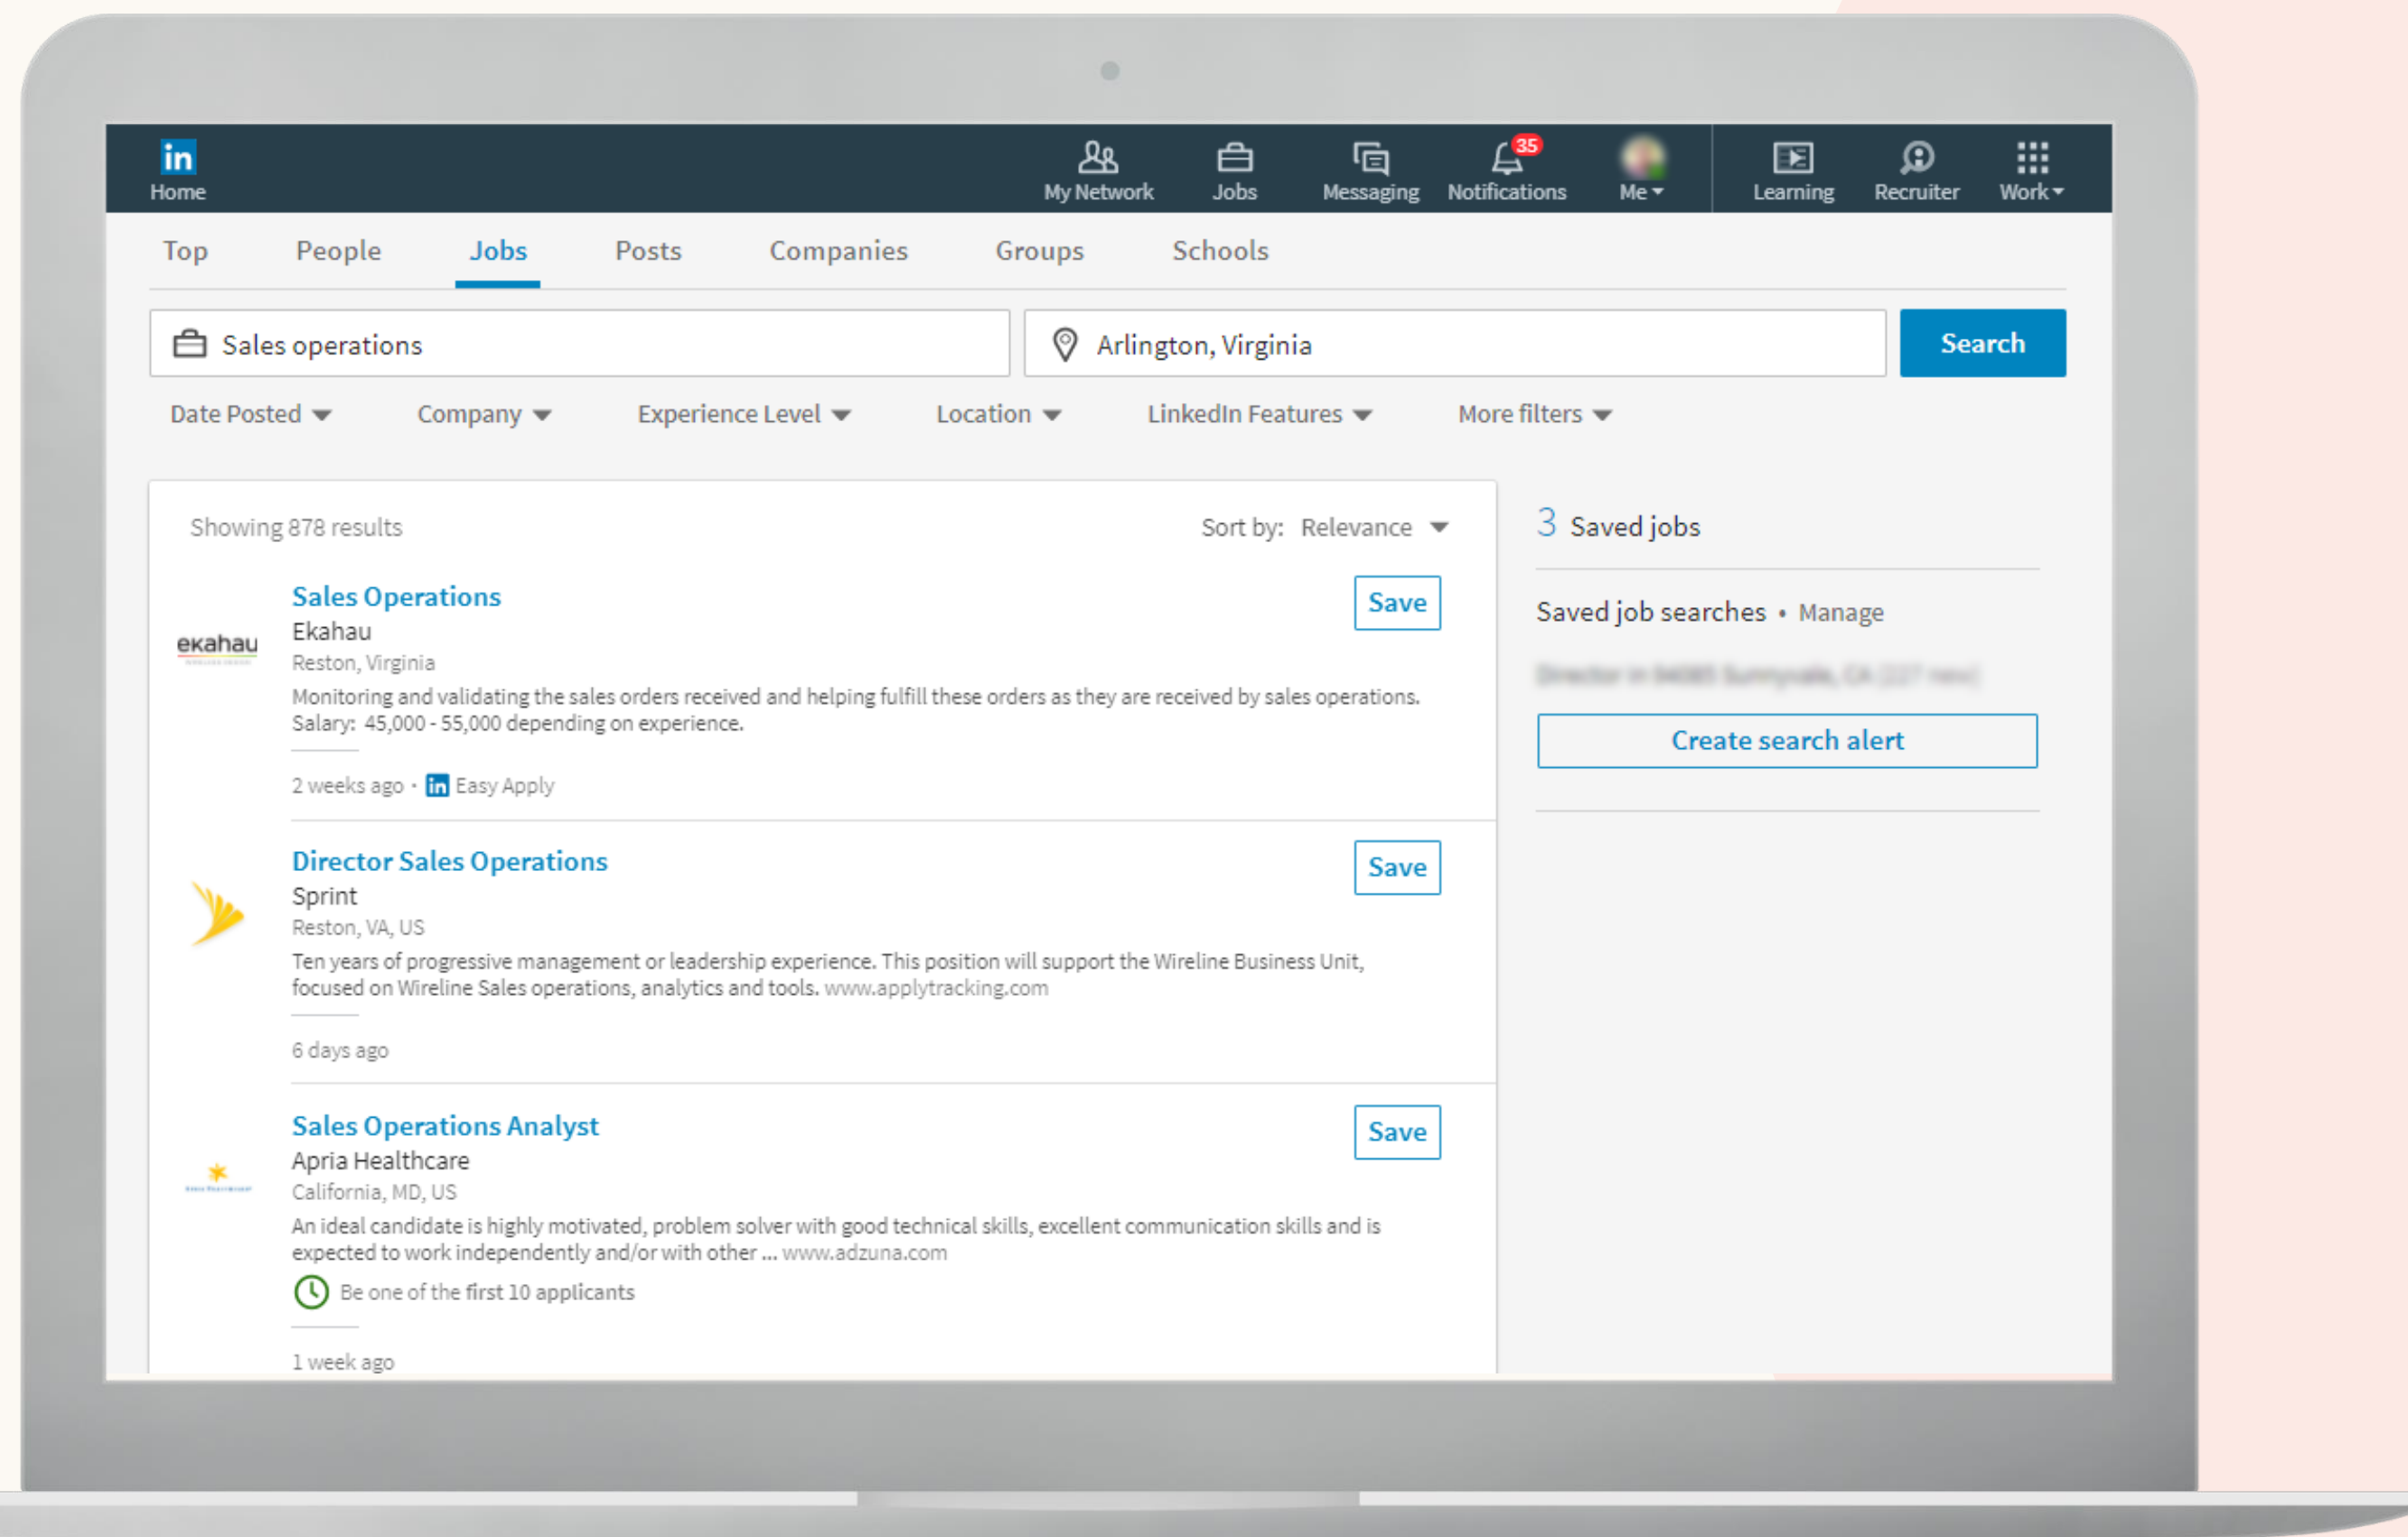 in
Home
My Network
Jobs
Messaging
35
Notifications
Me
Learning
Recruiter
Work
Top
People
Jobs
Posts
Companies
Groups
Schools
Sales operations
Arlington, Virginia
Search
Date Posted
Company
Experience Level
Location
LinkedIn Features
More filters
Showing 878 results
Sort by: Relevance
ekahau
Sales Operations
Save
Ekahau
Reston, Virginia
Monitoring and validating the sales orders received and helping fulfill these orders as they are received by sales operations.
Salary: 45,000 - 55,000 depending on experience.
2 weeks ago • in Easy Apply
Director Sales Operations
Save
Sprint
Reston, VA, US
Ten years of progressive management or leadership experience. This position will support the Wireline Business Unit,
focused on Wireline Sales operations, analytics and tools. www.applytracking.com
6 days ago
Sales Operations Analyst
Save
Apria Healthcare
California, MD, US
An ideal candidate is highly motivated, problem solver with good technical skills, excellent communication skills and is
expected to work independently and/or with other ... www.adzuna.com
Be one of the first 10 applicants
1 week ago
3 Saved jobs
Saved job searches • Manage
Create search alert